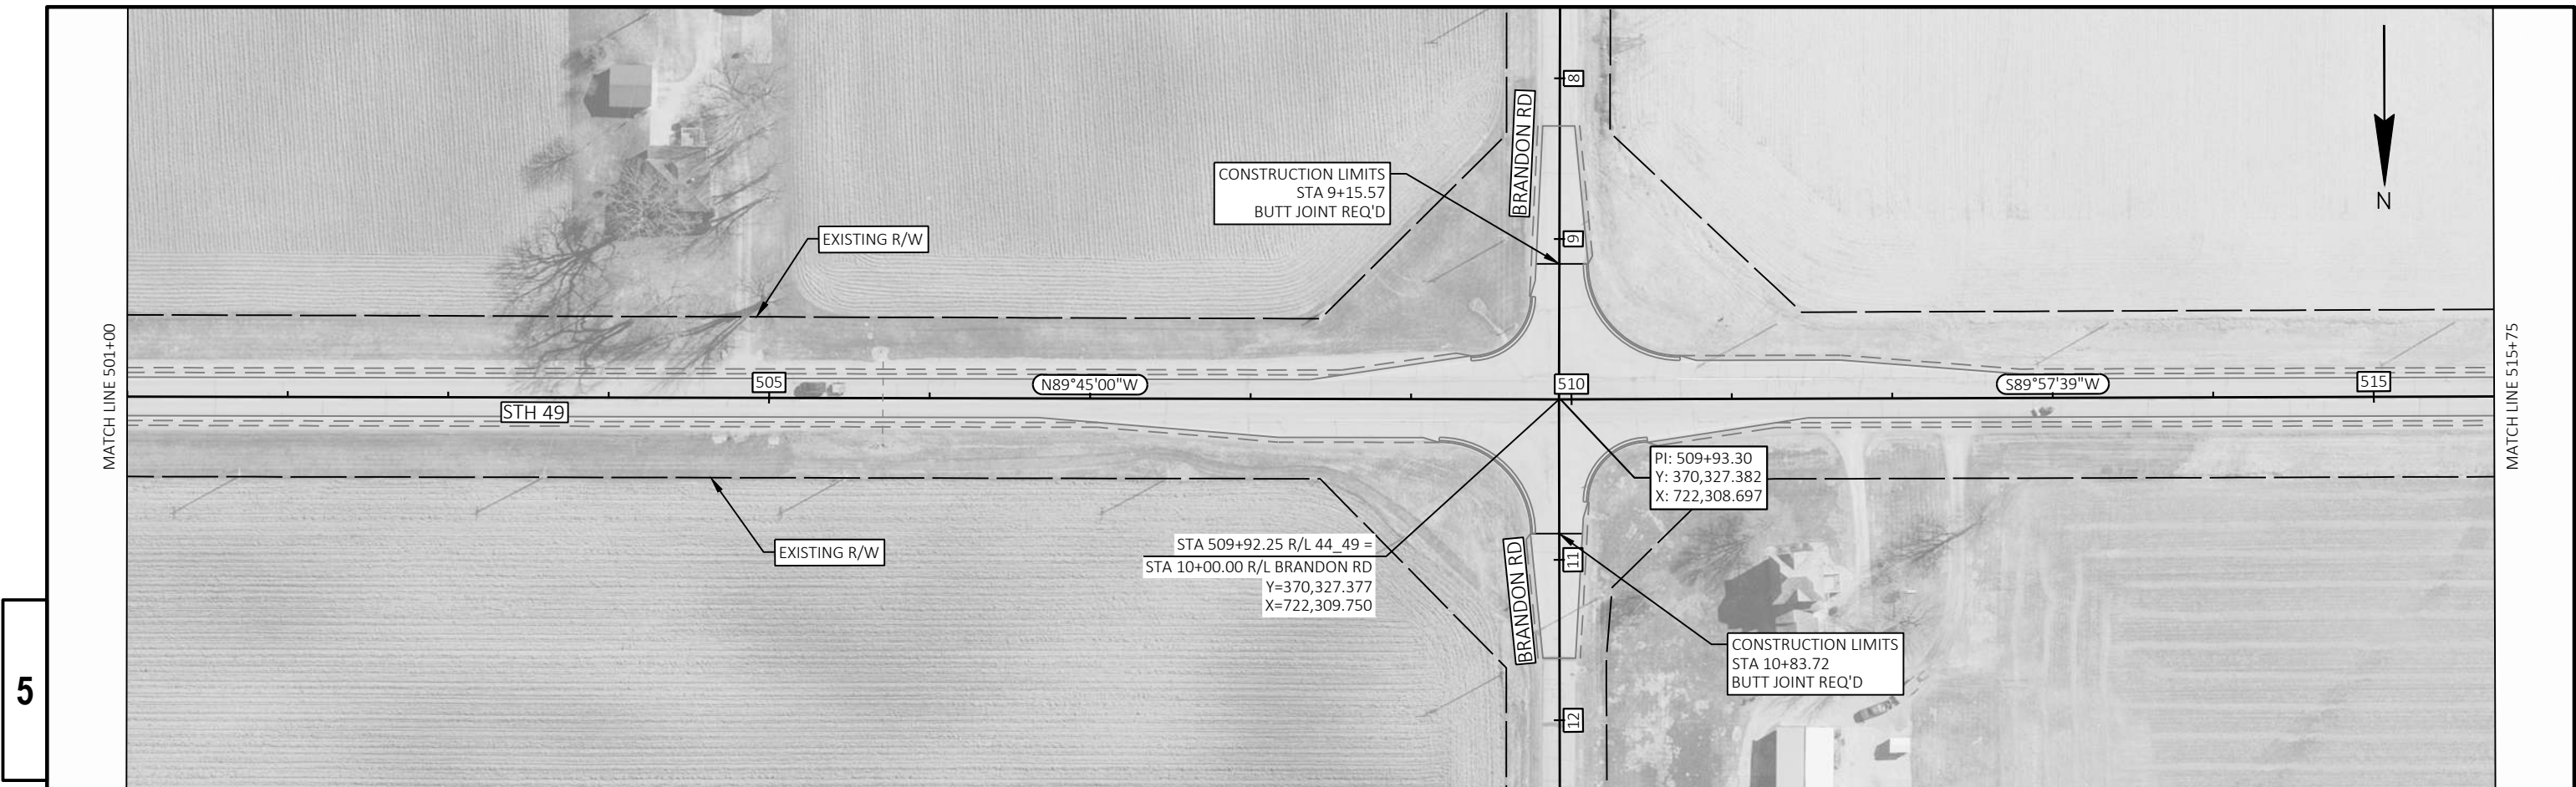 8
BRANDON RD
CONSTRUCTION LIMITS
STA 9+15.57
BUTT JOINT REQ'D
N
9
EXISTING R/W
MATCH LINE 501+00
MATCH LINE 515+75
505
N89°45'00"W
510
S89°57'39"W
515
STH 49
PI: 509+93.30
Y: 370,327.382
X: 722,308.697
EXISTING R/W
STA 509+92.25 R/L 44_49 =
STA 10+00.00 R/L BRANDON RD
Y=370,327.377
X=722,309.750
BRANDON RD
11
CONSTRUCTION LIMITS
STA 10+83.72
BUTT JOINT REQ'D
5
12